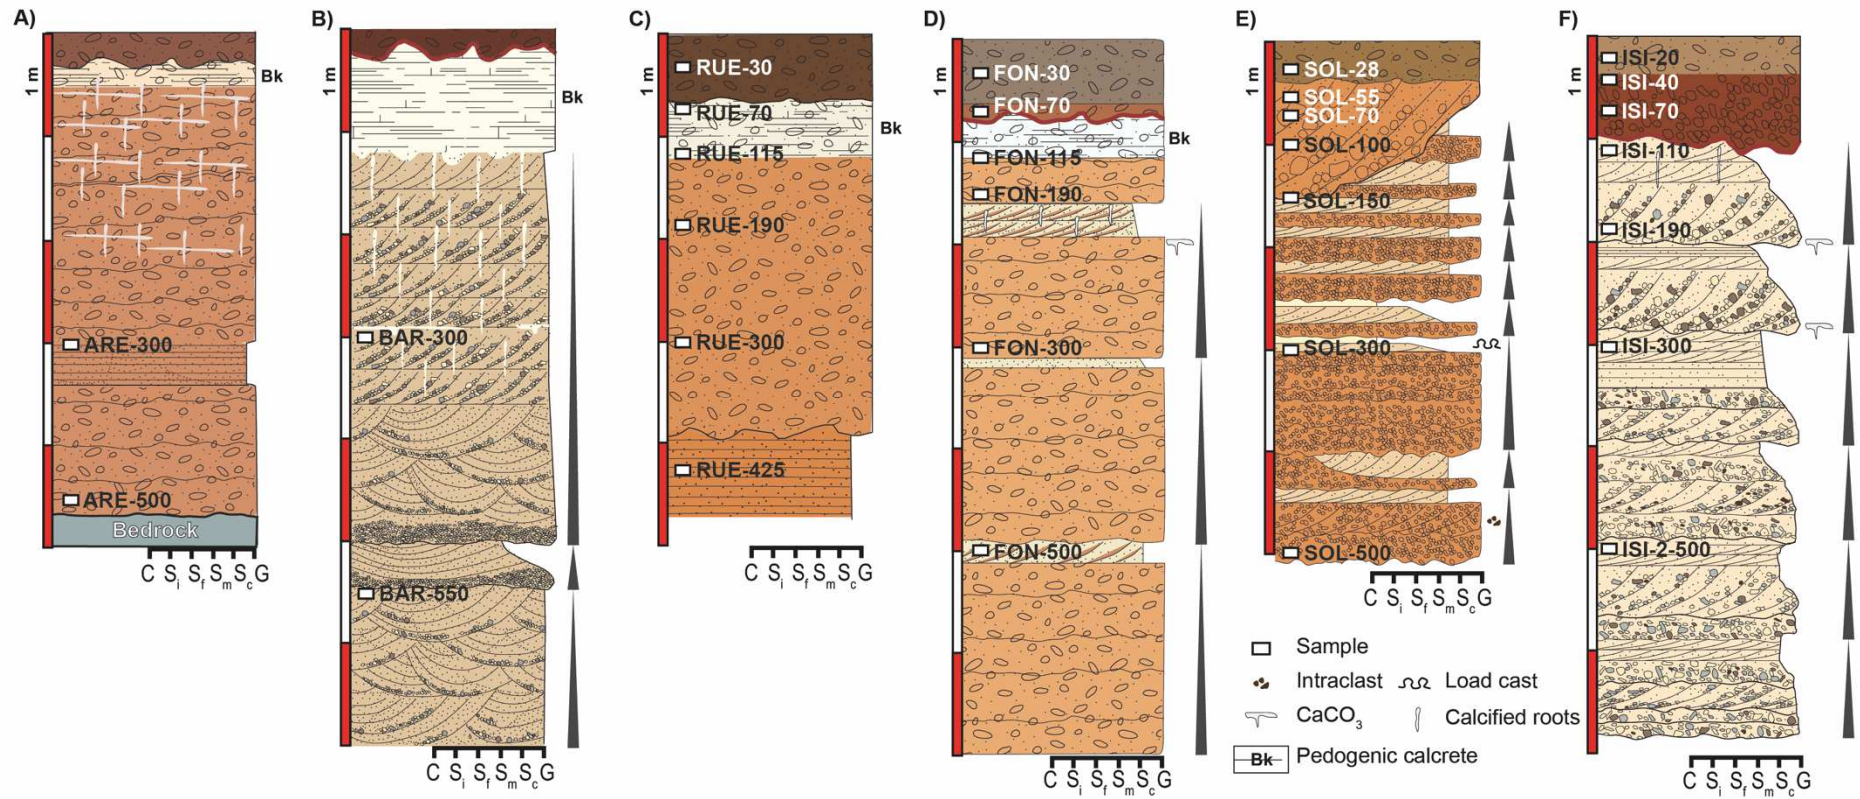 A)
1 m
Bk
ARE-300
ARE-500
Bedrock
C Si Sf Sm Sc G
B)
1 m
Bk
BAR-300
BAR-550
C Si Sf Sm Sc G
C)
1 m
RUE-30
RUE-70
Bk
RUE-115
RUE-190
RUE-300
RUE-425
C Si Sf Sm Sc G
D)
1 m
FON-30
FON-70
Bk
FON-115
FON-190
FON-300
FON-500
C Si Sf Sm Sc G
E)
1 m
SOL-28
SOL-55
SOL-70
SOL-100
SOL-150
SOL-300
SOL-500
C Si Sf Sm Sc G
Sample
Intraclast
Load cast
CaCO3
Calcified roots
Bk Pedogenic calcrete
F)
1 m
ISI-20
ISI-40
ISI-70
ISI-110
ISI-190
ISI-300
ISI-2-500
C Si Sf Sm Sc G